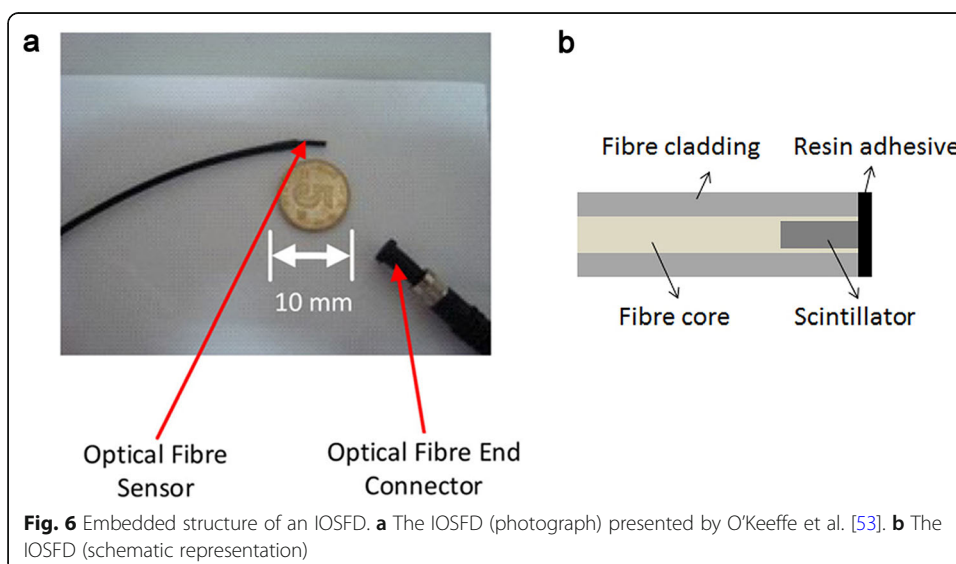 a
b
10 mm
Optical Fibre
Sensor
Optical Fibre End
Connector
Fibre cladding
Resin adhesive
Fibre core
Scintillator
Fig. 6 Embedded structure of an IOSFD. a The IOSFD (photograph) presented by O'Keeffe et al. [53]. b The
IOSFD (schematic representation)